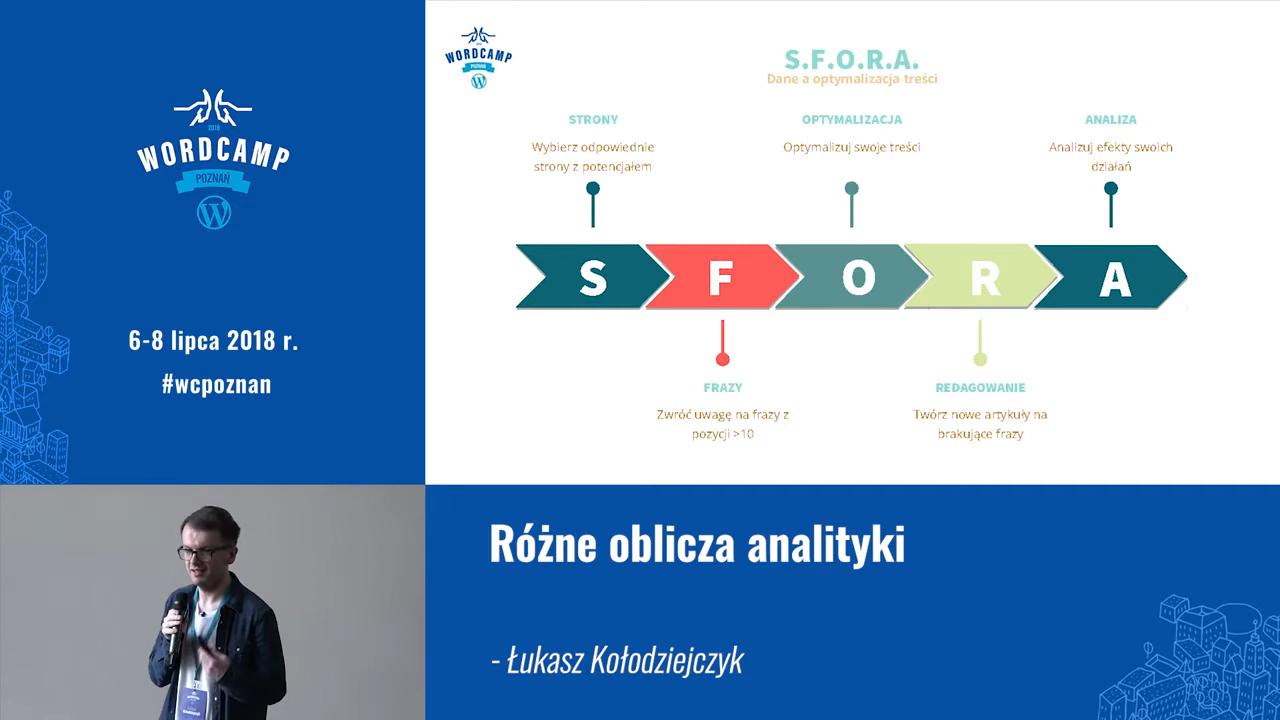 2018
WORDCAMP
POZNAŃ
6-8 lipca 2018 r.
#wcpoznan
WORDCAMP
POZNAŃ
S.F.O.R.A.
Dane a optymalizacja treści
STRONY
Wybierz odpowiednie
strony z potencjałem
OPTYMALIZACJA
Optymalizuj swoje treści
ANALIZA
Analizuj efekty swoich
działań
S F O R A
FRAZY
Zwróć uwagę na frazy z
pozycji >10
REDAGOWANIE
Twórz nowe artykuły na
brakujące frazy
Różne oblicza analityki
- Łukasz Kołodziejczyk